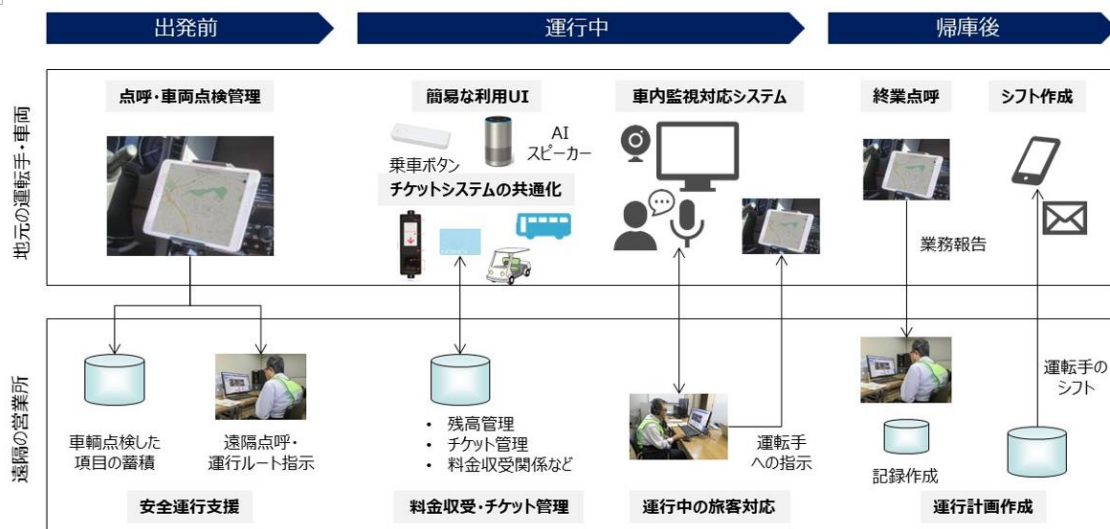 出発前
運行中
帰庫後
地元の運転手・車両
点呼・車両点検管理
簡易な利用UI
乗車ボタン
AI
スピーカー
チケットシステムの共通化
車内監視対応システム
終業点呼
業務報告
シフト作成
遠隔の営業所
車輌点検した
項目の蓄積
遠隔点呼・
運行ルート指示
安全運行支援
• 残高管理
• チケット管理
• 料金収受関係など
料金収受・チケット管理
運転手
への指示
運行中の旅客対応
記録作成
運転手の
シフト
運行計画作成